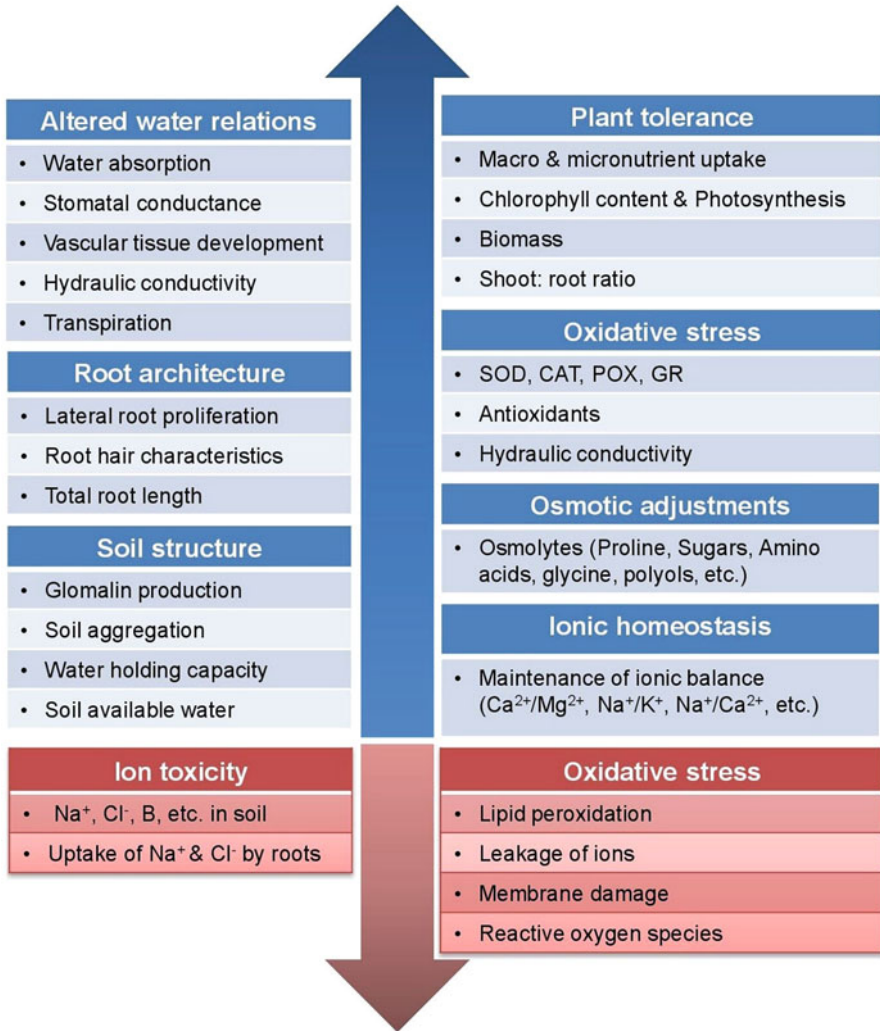 Altered water relations
• Water absorption
• Stomatal conductance
• Vascular tissue development
• Hydraulic conductivity
• Transpiration
Root architecture
• Lateral root proliferation
• Root hair characteristics
• Total root length
Soil structure
• Glomalin production
• Soil aggregation
• Water holding capacity
• Soil available water
Ion toxicity
• Na⁺, Cl⁻, B, etc. in soil
• Uptake of Na⁺ & Cl⁻ by roots
Plant tolerance
• Macro & micronutrient uptake
• Chlorophyll content & Photosynthesis
• Biomass
• Shoot: root ratio
Oxidative stress
• SOD, CAT, POX, GR
• Antioxidants
• Hydraulic conductivity
Osmotic adjustments
• Osmolytes (Proline, Sugars, Amino
acids, glycine, polyols, etc.)
Ionic homeostasis
• Maintenance of ionic balance
(Ca²⁺/Mg²⁺, Na⁺/K⁺, Na⁺/Ca²⁺, etc.)
Oxidative stress
• Lipid peroxidation
• Leakage of ions
• Membrane damage
• Reactive oxygen species